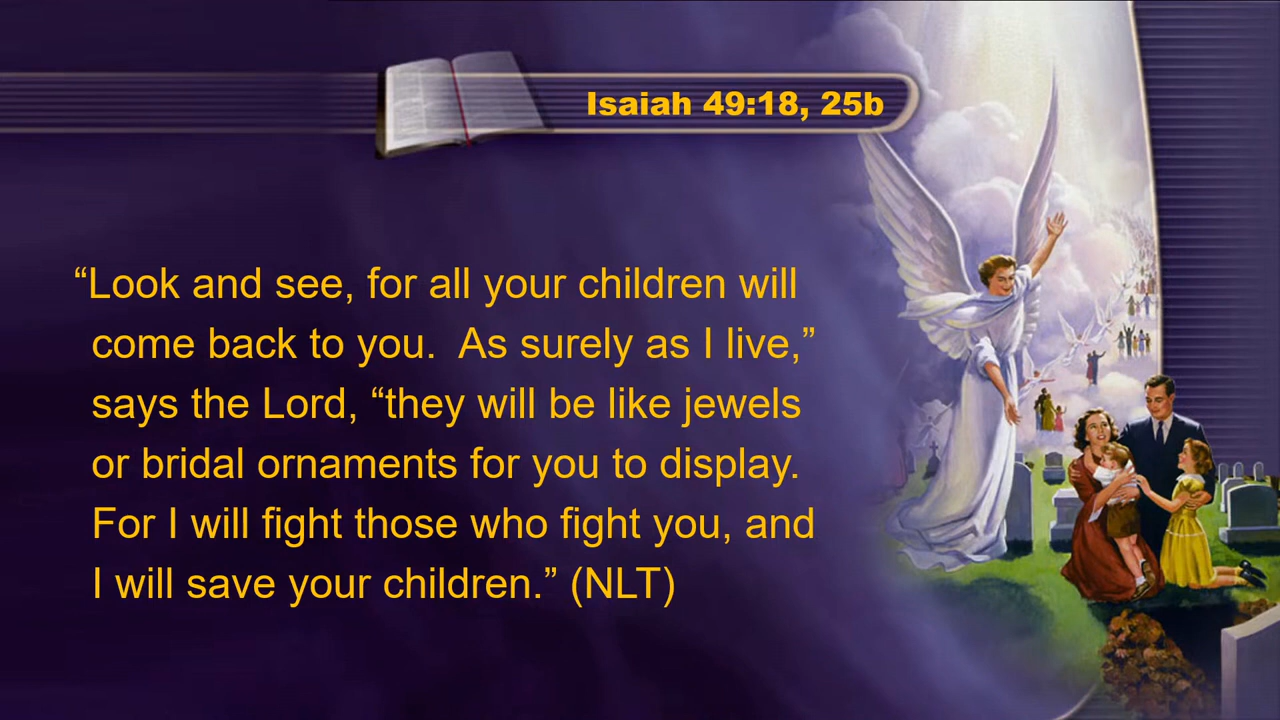 Isaiah 49:18, 25b
“Look and see, for all your children will
come back to you.  As surely as I live,”
says the Lord, “they will be like jewels
or bridal ornaments for you to display.
For I will fight those who fight you, and
I will save your children.” (NLT)